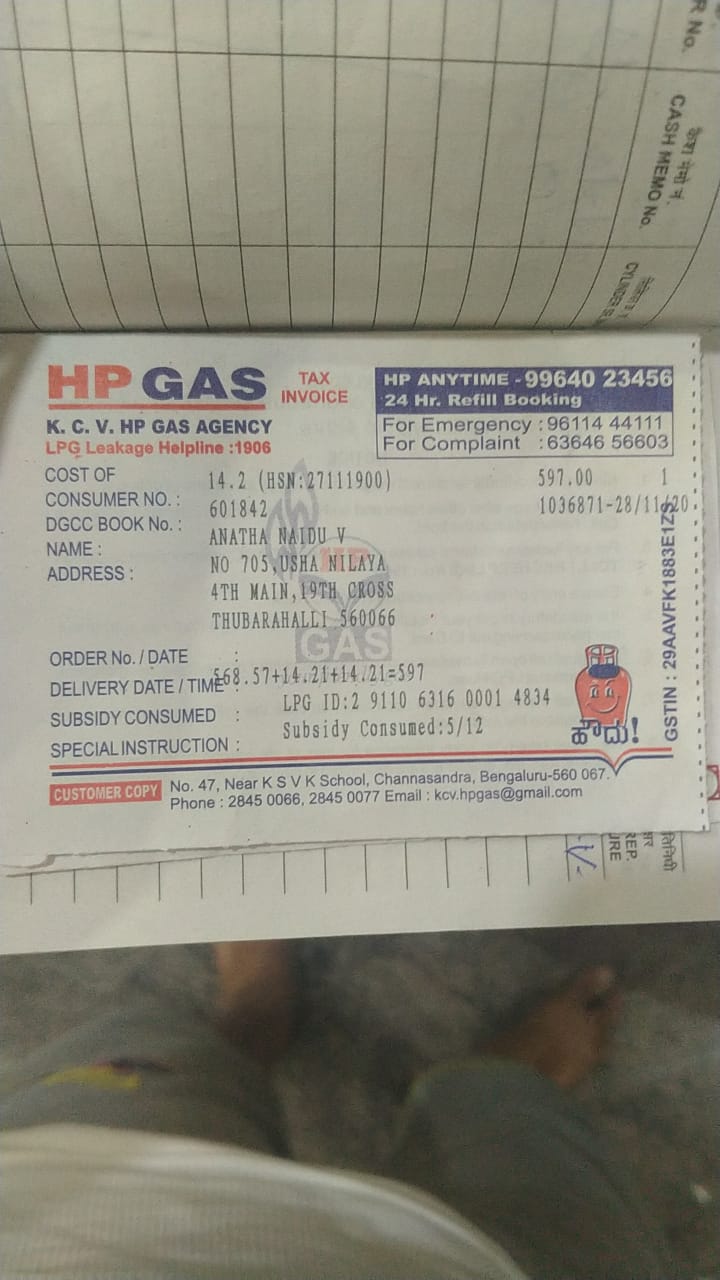 R No.
केश मेमो नं.
CASH MEMO No.
HP GAS
TAX
INVOICE
HP ANYTIME - 99640 23456
24 Hr. Refill Booking
K. C. V. HP GAS AGENCY
LPG Leakage Helpline :1906
For Emergency : 96114 44111
For Complaint : 63646 56603
COST OF 14.2 (HSN:27111900) 597.00 1
CONSUMER NO. : 601842 1036871-28/11/20
DGCC BOOK No. :
NAME : ANATHA NAIDU V
ADDRESS : NO 705,USHA NILAYA
4TH MAIN,19TH CROSS
THUBARAHALLI 560066
HP
GAS
ORDER No. / DATE :
568.57+14.21+14.21=597
DELIVERY DATE / TIME
LPG ID:2 9110 6316 0001 4834
SUBSIDY CONSUMED :
Subsidy Consumed:5/12
SPECIAL INSTRUCTION :
ಹೌದು!
GSTIN : 29AAVFK1883E1ZS
CUSTOMER COPY
No. 47, Near K S V K School, Channasandra, Bengaluru-560 067.
Phone : 2845 0066, 2845 0077 Email : kcv.hpgas@gmail.com
REP.
URE